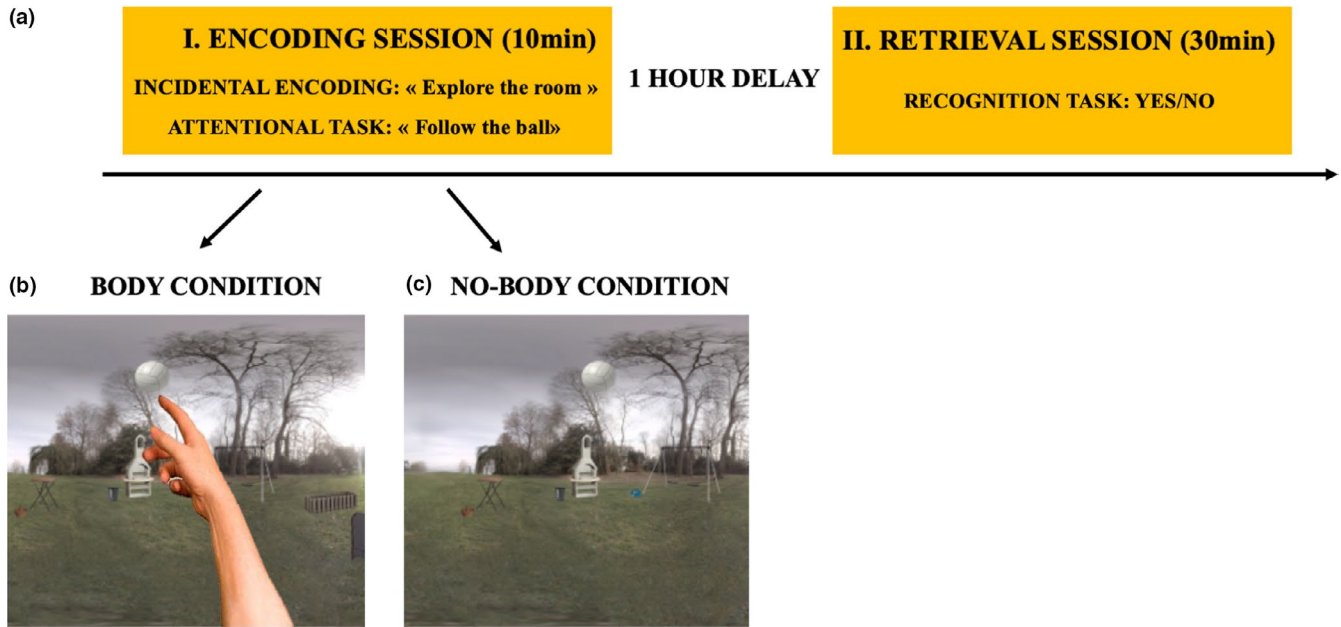 (a)
I. ENCODING SESSION (10min)
INCIDENTAL ENCODING: « Explore the room »
ATTENTIONAL TASK: « Follow the ball»
1 HOUR DELAY
II. RETRIEVAL SESSION (30min)
RECOGNITION TASK: YES/NO
(b) BODY CONDITION
(c) NO-BODY CONDITION